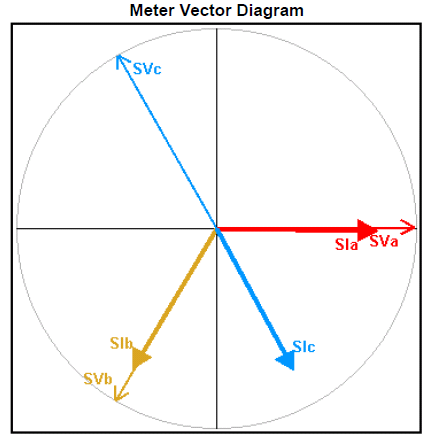 Meter Vector Diagram
SVc
SIa
SVa
SIb
SIc
SVb